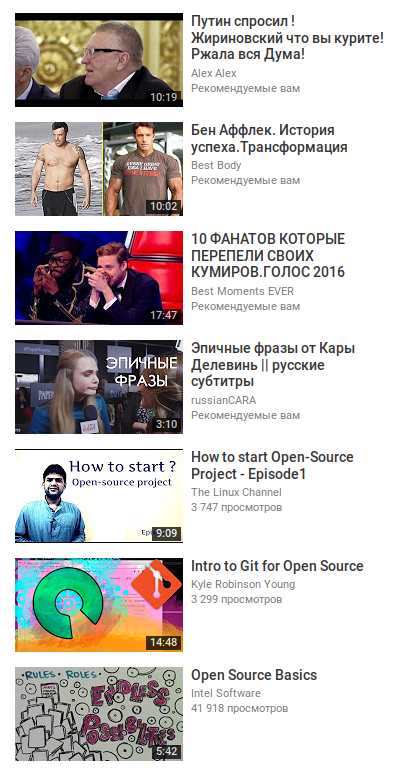 Путин спросил !
Жириновский что вы курите!
Ржала вся Дума!
Alex Alex
Рекомендуемые вам
10:19
Бен Аффлек. История
успеха.Трансформация
Best Body
Рекомендуемые вам
10:02
10 ФАНАТОВ КОТОРЫЕ
ПЕРЕПЕЛИ СВОИХ
КУМИРОВ.ГОЛОС 2016
Best Moments EVER
Рекомендуемые вам
17:47
ЭПИЧНЫЕ
ФРАЗЫ
3:10
Эпичные фразы от Кары
Делевинь || русские
субтитры
russianCARA
Рекомендуемые вам
How to start ?
Open-source project
9:09
How to start Open-Source
Project - Episode1
The Linux Channel
3 747 просмотров
14:48
Intro to Git for Open Source
Kyle Robinson Young
3 299 просмотров
RULES · ROLES
ENDLESS
POSSIBILITIES
5:42
Open Source Basics
Intel Software
41 918 просмотров